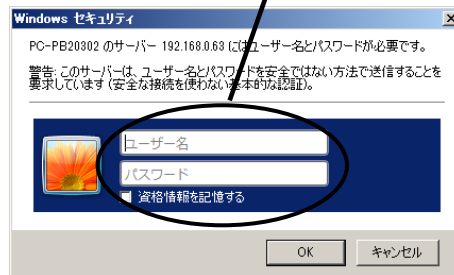 Windows セキュリティ
PC-PB20302 のサーバー 192.168.0.63 にはユーザー名とパスワードが必要です。
警告: このサーバーは、ユーザー名とパスワードを安全ではない方法で送信することを
要求しています (安全な接続を使わない基本的な認証)。
ユーザー名
パスワード
資格情報を記憶する
OK キャンセル